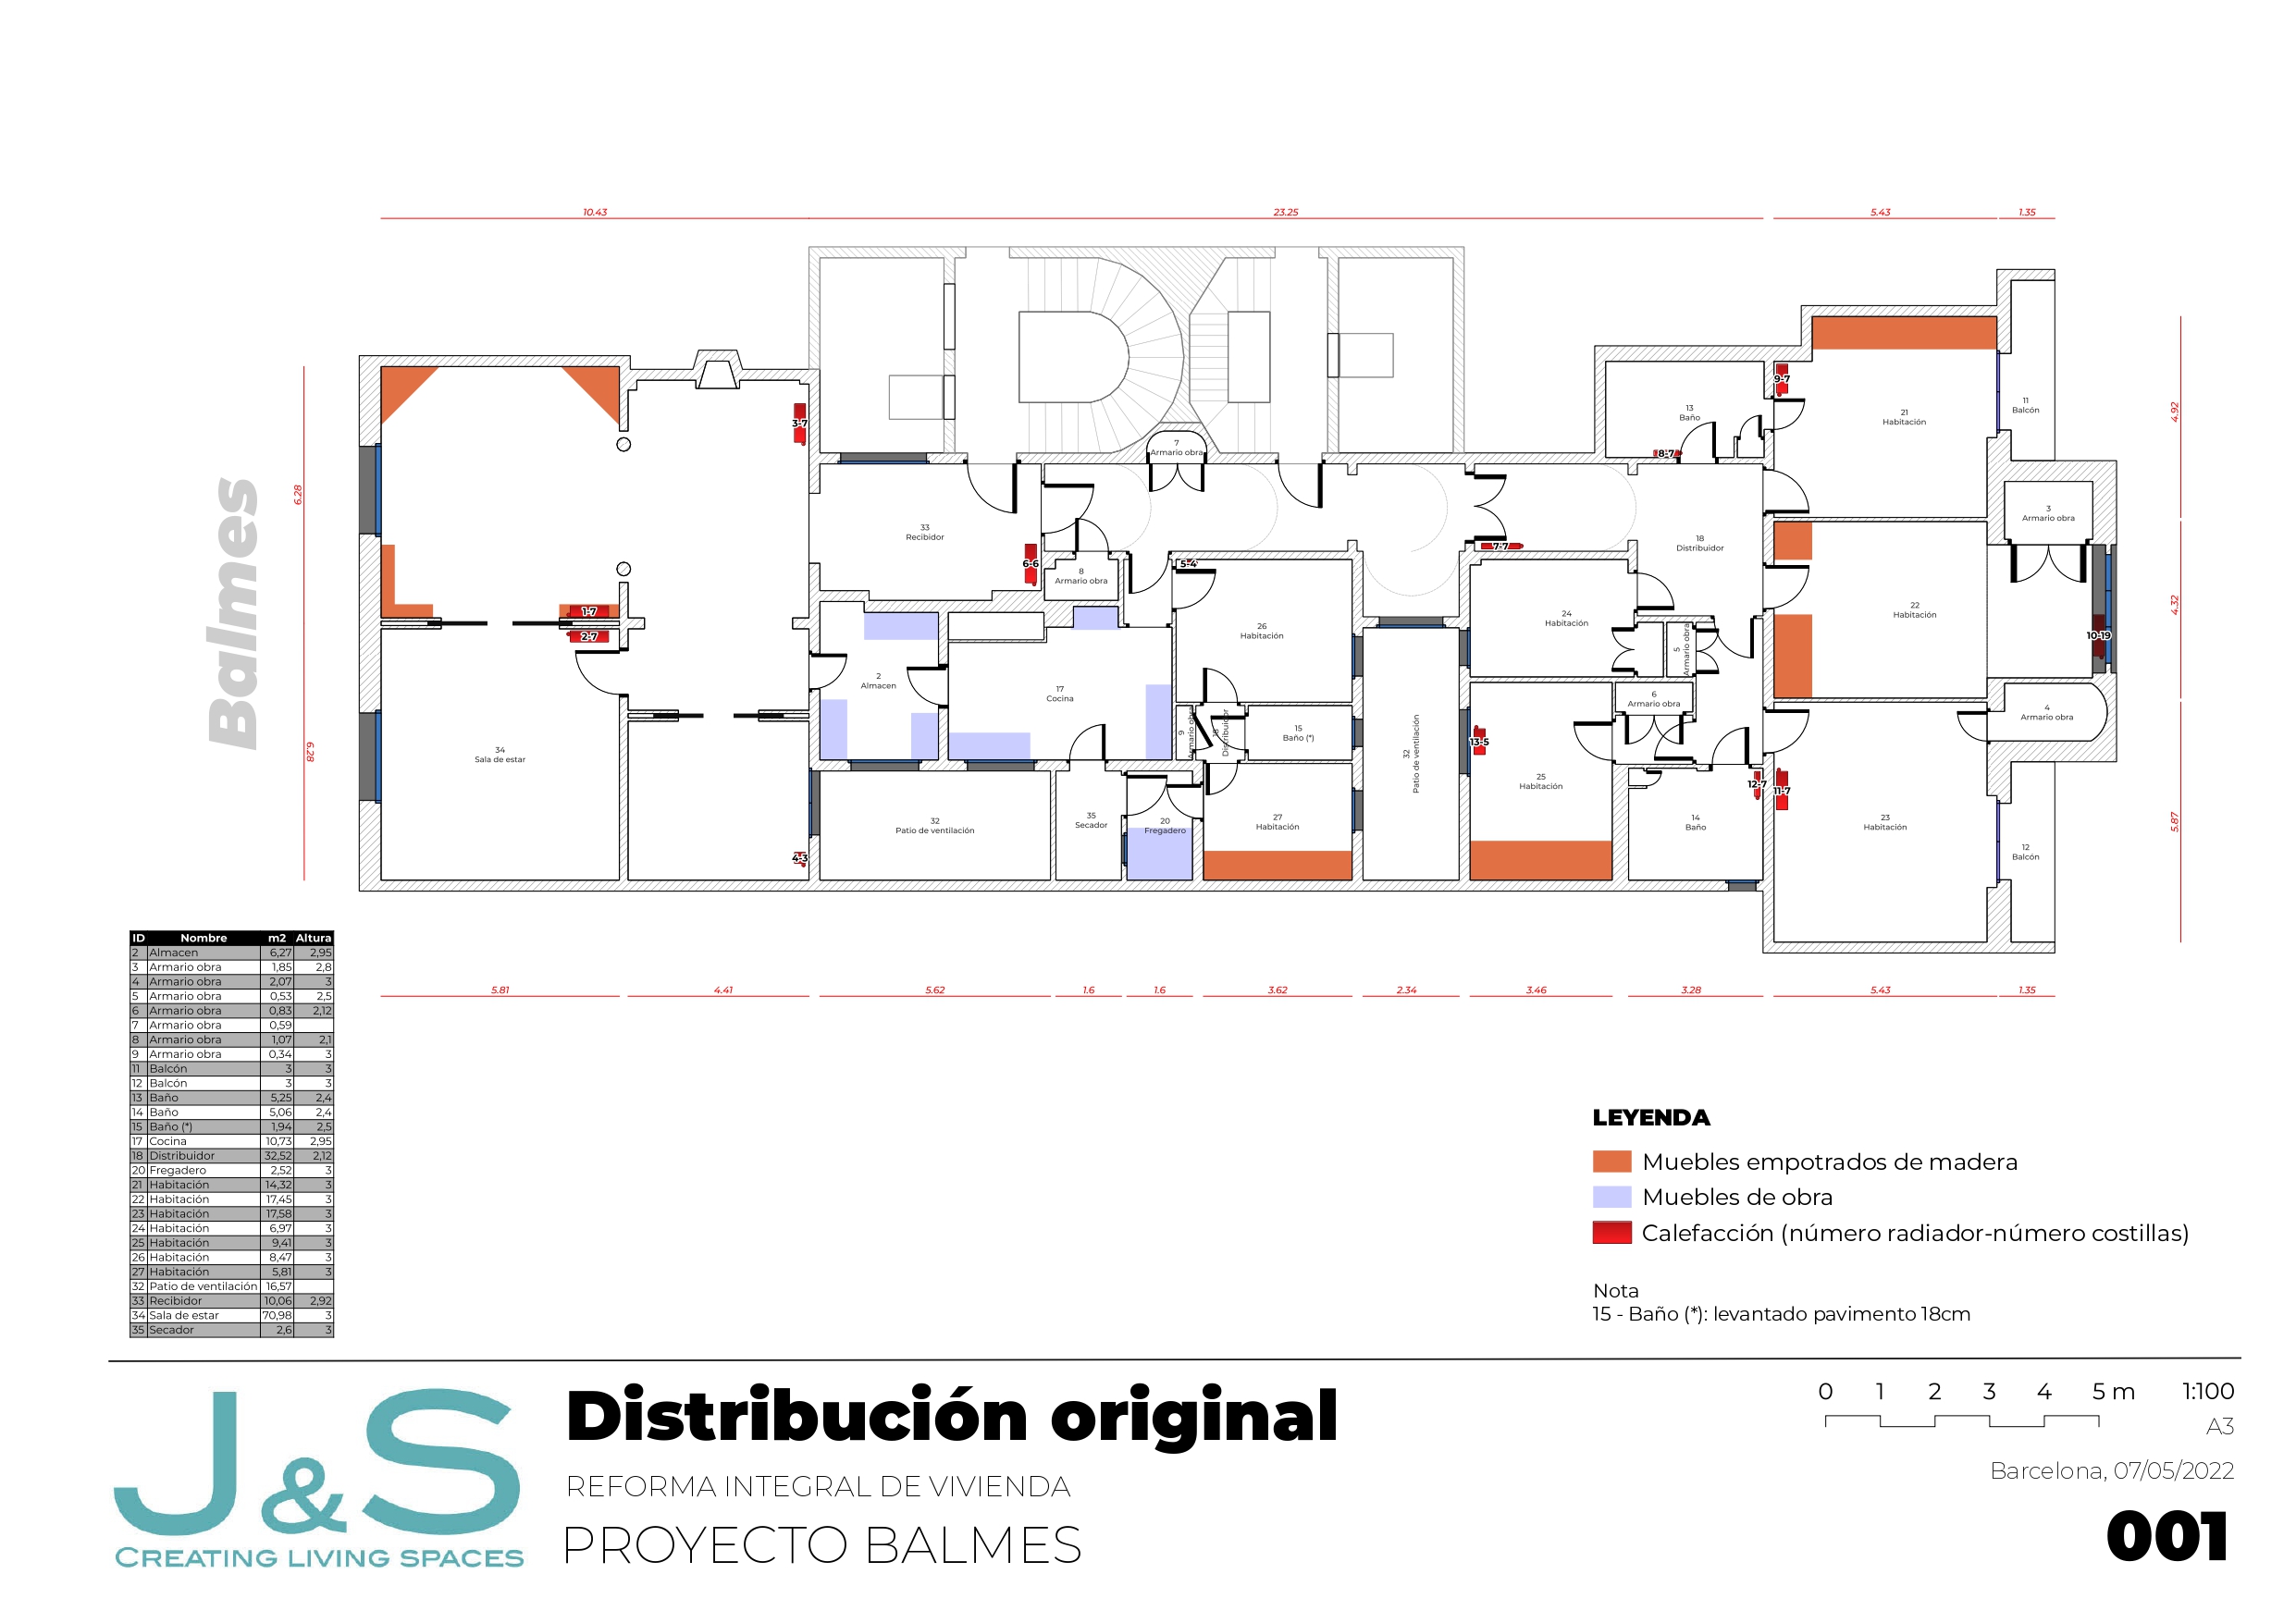 10.43
23.25
5.43
1.35
Balmes
6.28
6.28
4.92
4.32
5.87
3-7
9-7
13
Baño
8-7
21
Habitación
11
Balcón
7
Armario obra
33
Recibidor
6-6
8
Armario obra
5-4
7-7
18
Distribuidor
3
Armario obra
1-7
2-7
26
Habitación
24
Habitación
5
Armario obra
22
Habitación
10-19
2
Almacen
17
Cocina
6
Armario obra
4
Armario obra
34
Sala de estar
9
Armario obra
18
Distribuidor
15
Baño (*)
32
Patio de ventilación
13-5
25
Habitación
12-7
11-7
4-3
32
Patio de ventilación
35
Secador
20
Fregadero
27
Habitación
14
Baño
23
Habitación
12
Balcón
5.81
4.41
5.62
1.6
1.6
3.62
2.34
3.46
3.28
5.43
1.35
ID Nombre m2 Altura
2 Almacen 6,27 2,95
3 Armario obra 1,85 2,8
4 Armario obra 2,07 3
5 Armario obra 0,53 2,5
6 Armario obra 0,83 2,12
7 Armario obra 0,59
8 Armario obra 1,07 2,1
9 Armario obra 0,34 3
11 Balcón 3 3
12 Balcón 3 3
13 Baño 5,25 2,4
14 Baño 5,06 2,4
15 Baño (*) 1,94 2,5
17 Cocina 10,73 2,95
18 Distribuidor 32,52 2,12
20 Fregadero 2,52 3
21 Habitación 14,32 3
22 Habitación 17,45 3
23 Habitación 17,58 3
24 Habitación 6,97 3
25 Habitación 9,41 3
26 Habitación 8,47 3
27 Habitación 5,81 3
32 Patio de ventilación 16,57
33 Recibidor 10,06 2,92
34 Sala de estar 70,98 3
35 Secador 2,6 3
LEYENDA
Muebles empotrados de madera
Muebles de obra
Calefacción (número radiador-número costillas)
Nota
15 - Baño (*): levantado pavimento 18cm
J&S
CREATING LIVING SPACES
Distribución original
REFORMA INTEGRAL DE VIVIENDA
PROYECTO BALMES
0 1 2 3 4 5 m 1:100
A3
Barcelona, 07/05/2022
001